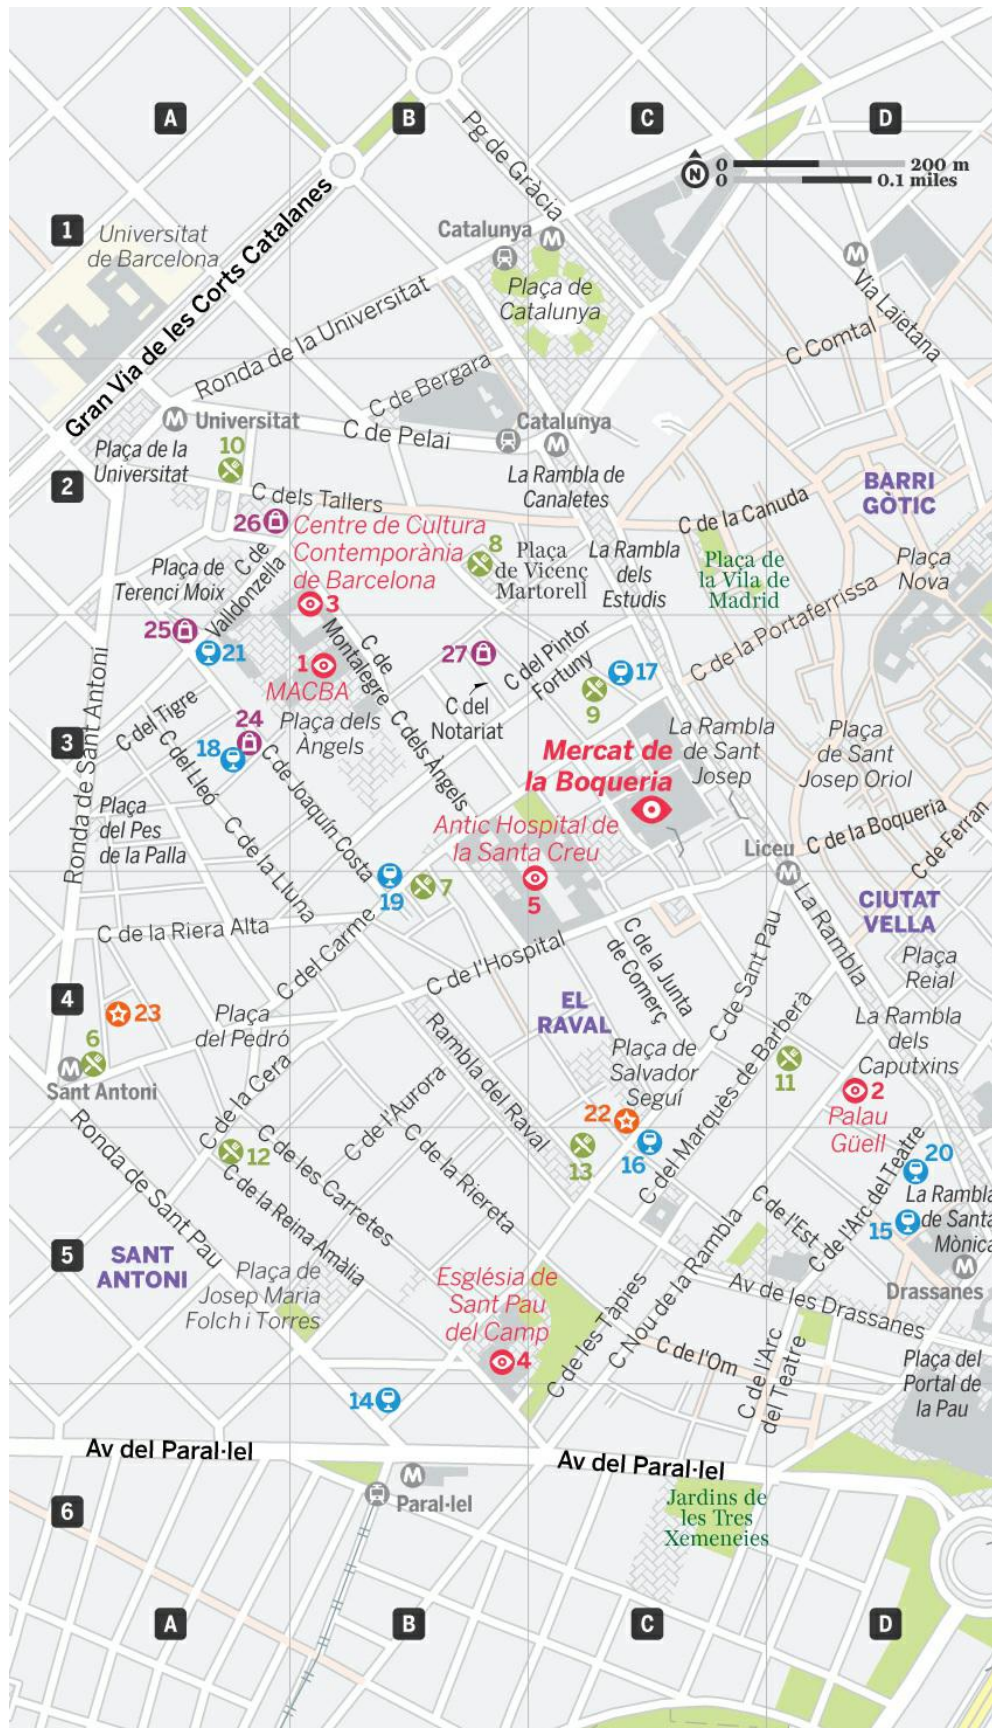 A
B
C
D
0
200 m
N
0
0.1 miles
Pg de Gràcia
1
Universitat
de Barcelona
Gran Via de les Corts Catalanes
Catalunya
M
M
Plaça de
Catalunya
Via Laietana
Ronda de la Universitat
C Comtal
C de Bergara
M
Universitat
Catalunya
M
C de Pelai
Plaça de la
Universitat
10
2
La Rambla de
Canaletes
BARRI
GÒTIC
C dels Tallers
C de la Canuda
26
Centre de Cultura
Contemporània
de Barcelona
3
8
Plaça
de Vicenç
Martorell
La Rambla
dels
Estudis
Plaça de
la Vila de
Madrid
Plaça
Nova
Plaça de
Terenci Moix
C de
Valldonzella
C de la Portaferrissa
25
21
C de
Montalegre
27
C del Pintor
Fortuny
17
1
MACBA
9
C del
Notariat
Ronda de Sant Antoni
C del Tigre
24
Plaça dels
Àngels
18
3
C del Lleó
C dels Àngels
Mercat de
la Boqueria
La Rambla
de Sant
Josep
Plaça
de Sant
Josep Oriol
C de Joaquín Costa
Plaça
del Pes
de la Palla
Antic Hospital de
la Santa Creu
C de la Boqueria
C de Ferran
C de la Lluna
Liceu
M
19
7
5
La Rambla
CIUTAT
VELLA
C de la Riera Alta
C del Carme
C de l'Hospital
C de la Junta
de Comerç
C de Sant Pau
Plaça
Reial
4
23
Plaça
del Pedró
EL
RAVAL
6
M
Sant Antoni
La Rambla
dels
Caputxins
Rambla del Raval
Plaça de
Salvador
Seguí
11
2
Palau
Güell
C de la Cera
C de l'Aurora
22
C del Marquès de Barberà
Ronda de Sant Pau
12
C de les Carretes
C de la Riereta
13
16
20
C de la Reina Amàlia
C de l'Est
C de l'Arc del Teatre
La Rambla
de Santa
Mònica
15
5
SANT
ANTONI
Plaça de
Josep Maria
Folch i Torres
Església de
Sant Pau
del Camp
4
C de les Tàpies
C Nou de la Rambla
Av de les Drassanes
M
Drassanes
C de l'Om
C de l'Arc
del Teatre
Plaça del
Portal de
la Pau
14
Av del Paral·lel
Av del Paral·lel
M
Paral·lel
6
Jardins de
les Tres
Xemeneies
A
B
C
D